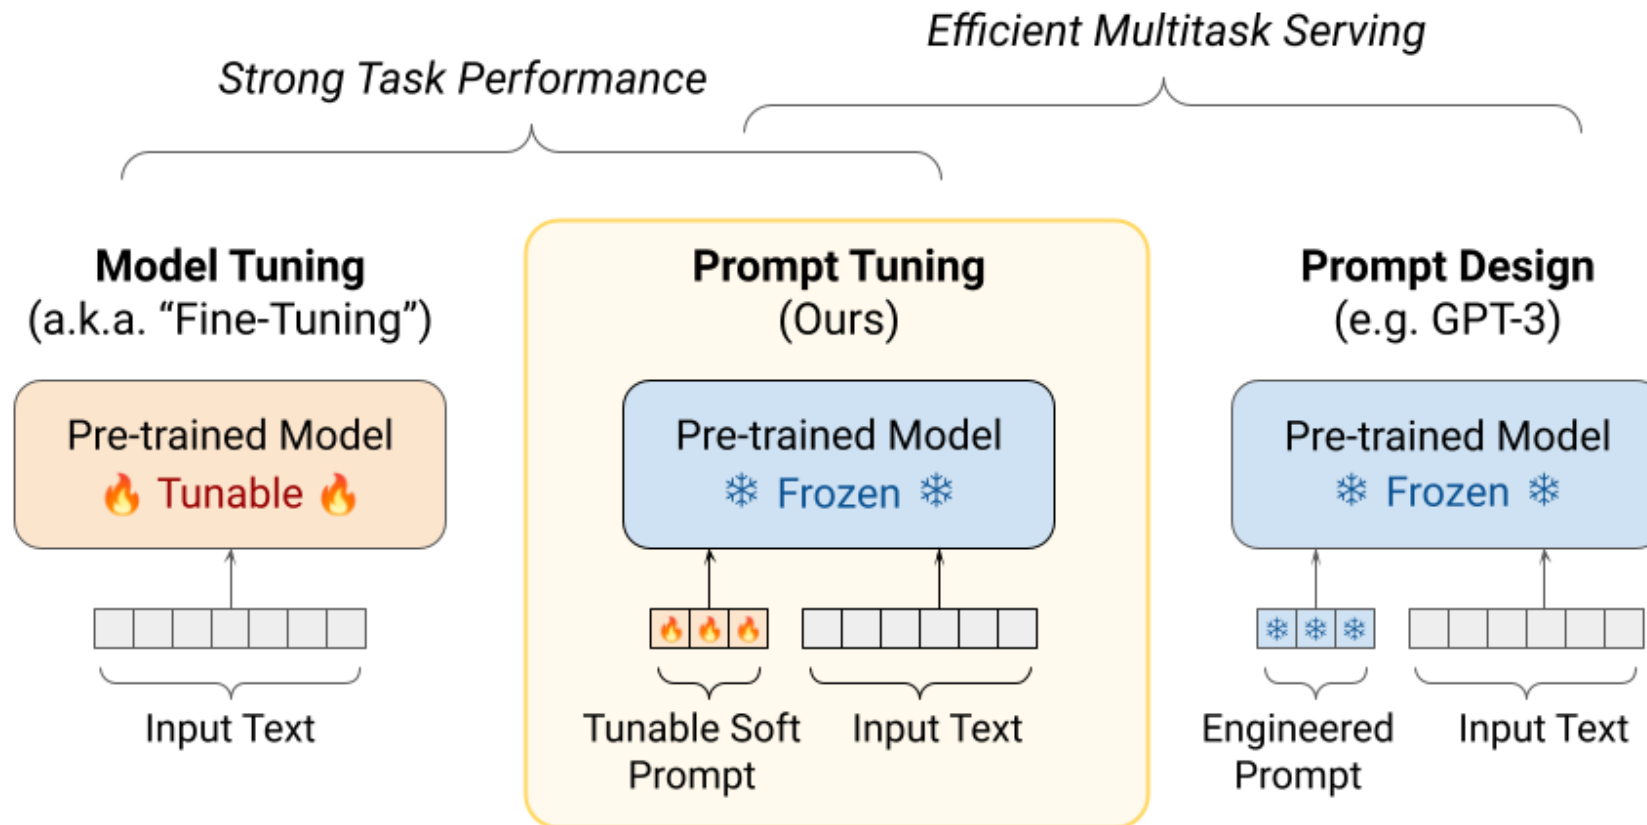 Efficient Multitask Serving
Strong Task Performance
Model Tuning
(a.k.a. “Fine-Tuning”)
Pre-trained Model
🔥 Tunable 🔥
Input Text
Prompt Tuning
(Ours)
Pre-trained Model
❄ Frozen ❄
Tunable Soft
Prompt
Input Text
Prompt Design
(e.g. GPT-3)
Pre-trained Model
❄ Frozen ❄
Engineered
Prompt
Input Text